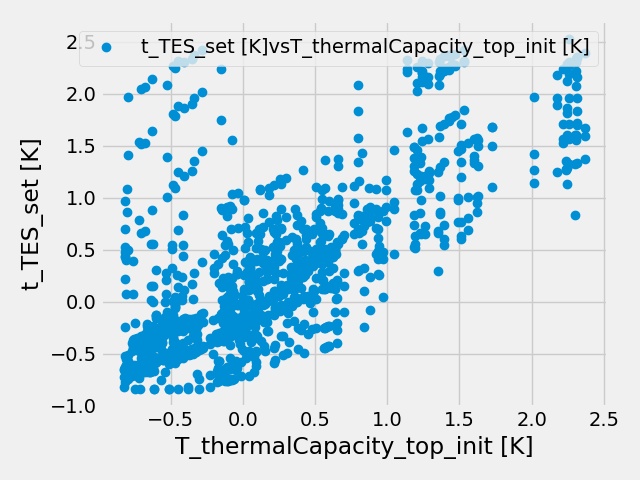 t_TES_set [K]vsT_thermalCapacity_top_init [K]
2.5
2.0
1.5
1.0
0.5
0.0
−0.5
−1.0
t_TES_set [K]
−0.5 0.0 0.5 1.0 1.5 2.0 2.5
T_thermalCapacity_top_init [K]